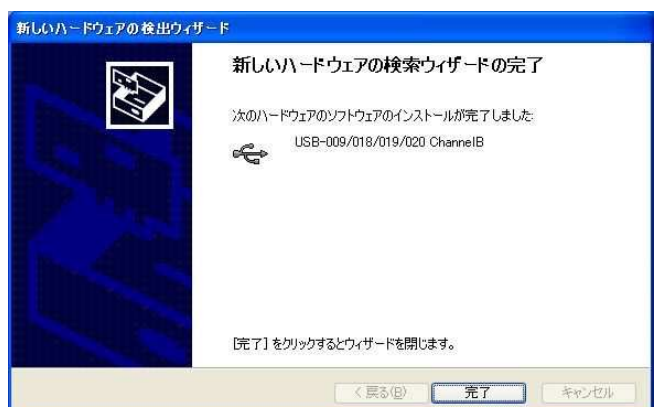 新しいハードウェアの検出ウィザード
新しいハードウェアの検索ウィザードの完了
次のハードウェアのソフトウェアのインストールが完了しました:
USB-009/018/019/020 ChannelB
[完了] をクリックするとウィザードを閉じます。
< 戻る(B) 完了 キャンセル